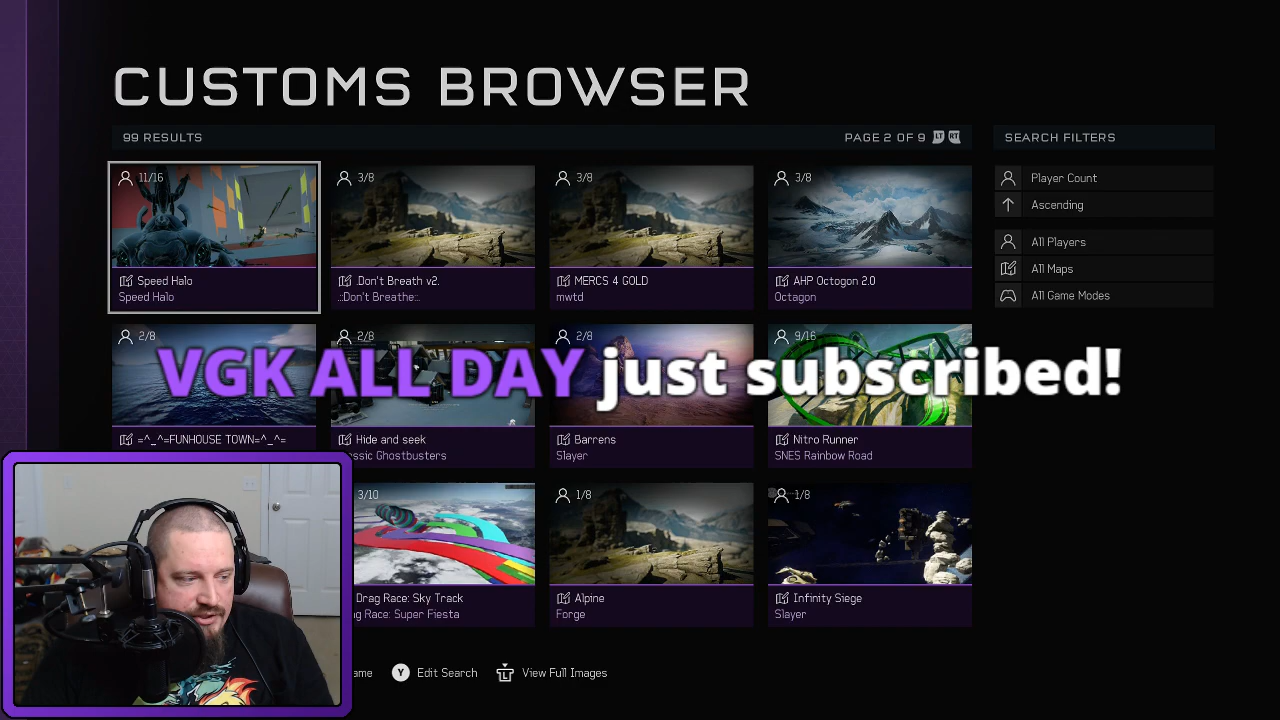 CUSTOMS BROWSER
99 RESULTS
PAGE 2 OF 9 LT RT
SEARCH FILTERS
11/16
3/8
3/8
3/8
Player Count
Ascending
All Players
All Maps
All Game Modes
Speed Halo
Speed Halo
.Don't Breath v2.
.::Don't Breathe::.
MERCS 4 GOLD
mwtd
AHP Octogon 2.0
Octagon
2/8
2/8
2/8
9/16
VGK ALL DAY just subscribed!
=^_^=FUNHOUSE TOWN=^_^=
Hide and seek
ssic Ghostbusters
Barrens
Slayer
Nitro Runner
SNES Rainbow Road
3/10
1/8
1/8
Drag Race: Sky Track
ag Race: Super Fiesta
Alpine
Forge
Infinity Siege
Slayer
ame
Y Edit Search
L View Full Images